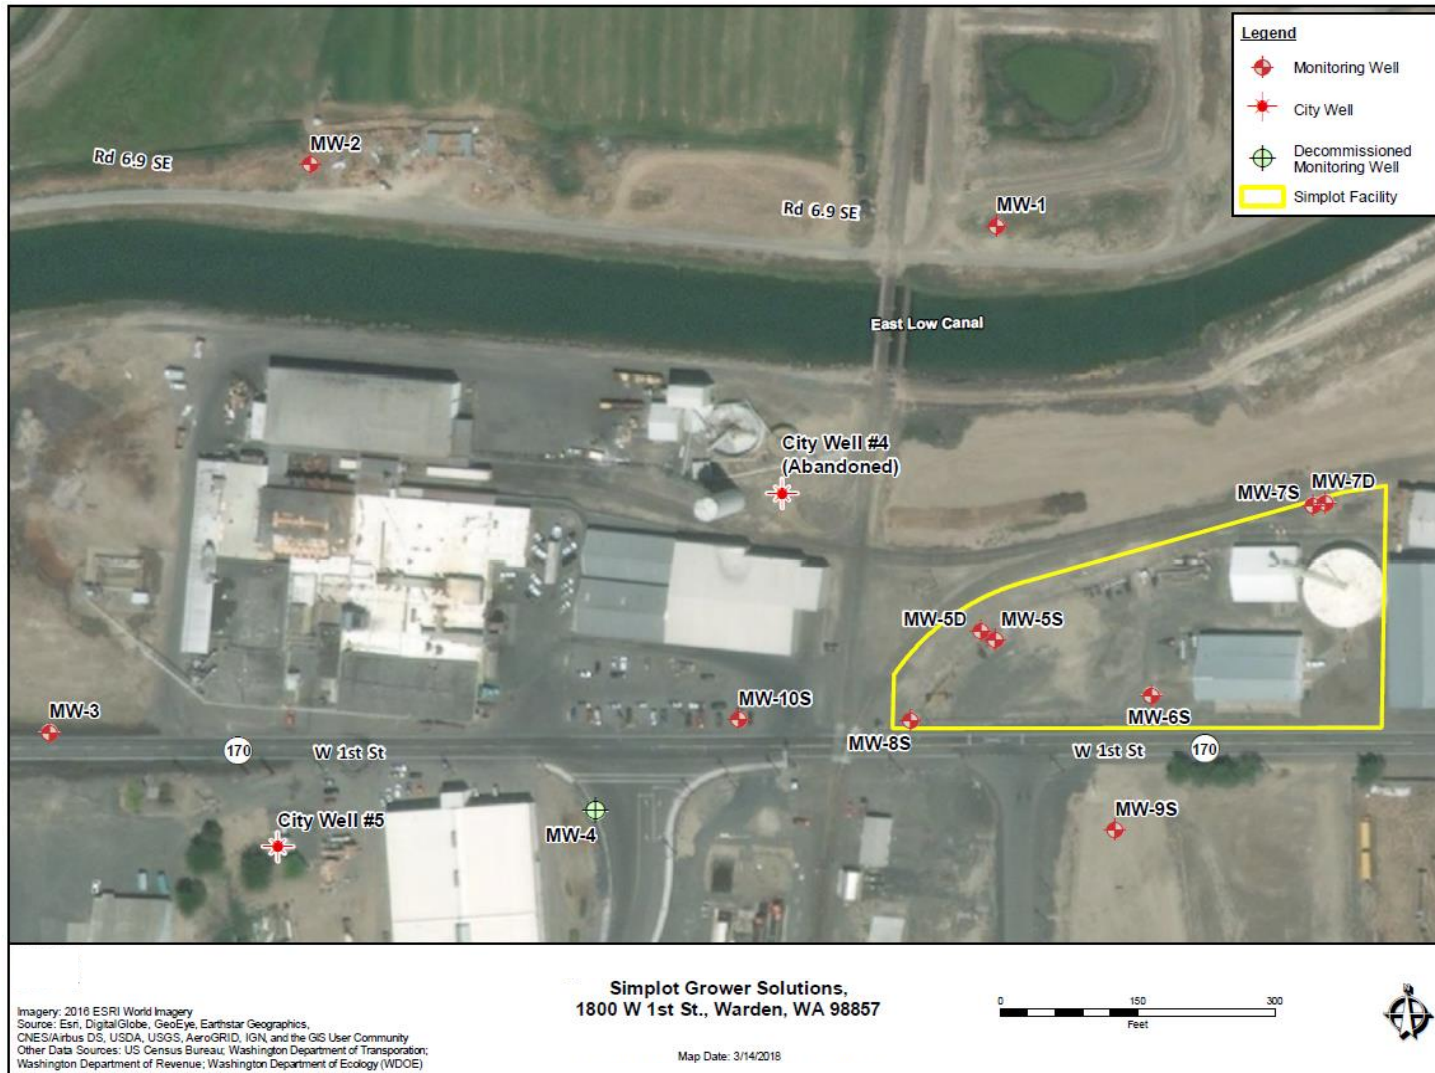 Legend
Monitoring Well
City Well
Decommissioned
Monitoring Well
Simplot Facility
MW-2
Rd 6.9 SE
Rd 6.9 SE
MW-1
East Low Canal
City Well #4
(Abandoned)
MW-7S
MW-7D
MW-5D
MW-5S
MW-3
MW-10S
MW-8S
MW-6S
170
W 1st St
W 1st St
170
City Well #5
MW-4
MW-9S
Simplot Grower Solutions,
1800 W 1st St., Warden, WA 98857
Map Date: 3/14/2018
0 150 300
Feet
Imagery: 2016 ESRI World Imagery
Source: Esri, DigitalGlobe, GeoEye, Earthstar Geographics,
CNES/Airbus DS, USDA, USGS, AeroGRID, IGN, and the GIS User Community
Other Data Sources: US Census Bureau; Washington Department of Transporation;
Washington Department of Revenue; Washington Department of Ecology (WDOE)